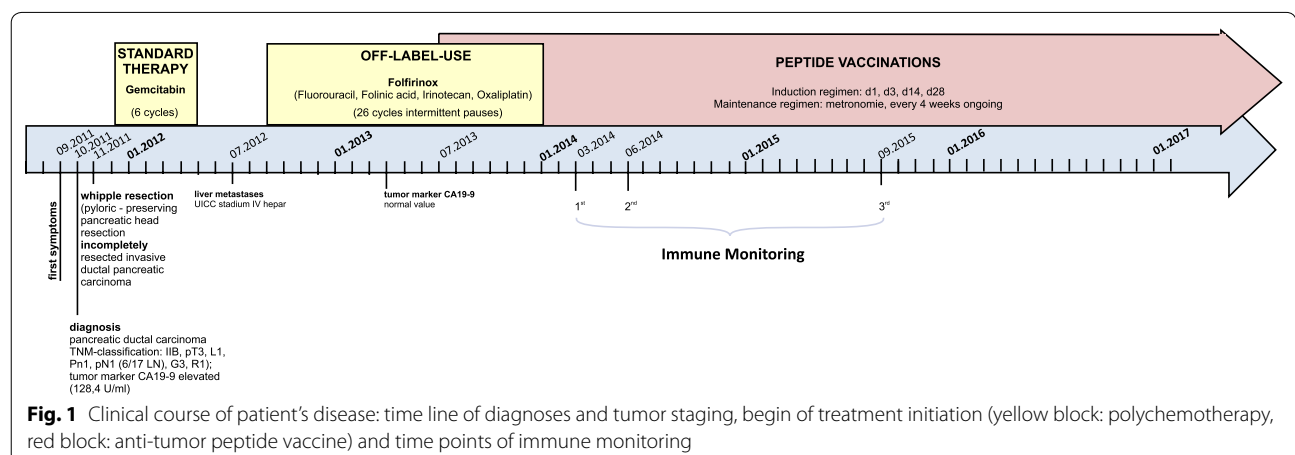 STANDARD
THERAPY
Gemcitabin
(6 cycles)
OFF-LABEL-USE
Folfirinox
(Fluorouracil, Folinic acid, Irinotecan, Oxaliplatin)
(26 cycles intermittent pauses)
PEPTIDE VACCINATIONS
Induction regimen: d1, d3, d14, d28
Maintenance regimen: metronomie, every 4 weeks ongoing
09.2011
10.2011
11.2011
01.2012
07.2012
01.2013
07.2013
01.2014
03.2014
06.2014
01.2015
09.2015
01.2016
01.2017
first symptoms
whipple resection
(pyloric - preserving
pancreatic head
resection
incompletely
resected invasive
ductal pancreatic
carcinoma
liver metastases
UICC stadium IV hepar
tumor marker CA19-9
normal value
1st
2nd
3rd
Immune Monitoring
diagnosis
pancreatic ductal carcinoma
TNM-classification: IIB, pT3, L1,
Pn1, pN1 (6/17 LN), G3, R1);
tumor marker CA19-9 elevated
(128,4 U/ml)
Fig. 1 Clinical course of patient's disease: time line of diagnoses and tumor staging, begin of treatment initiation (yellow block: polychemotherapy,
red block: anti-tumor peptide vaccine) and time points of immune monitoring